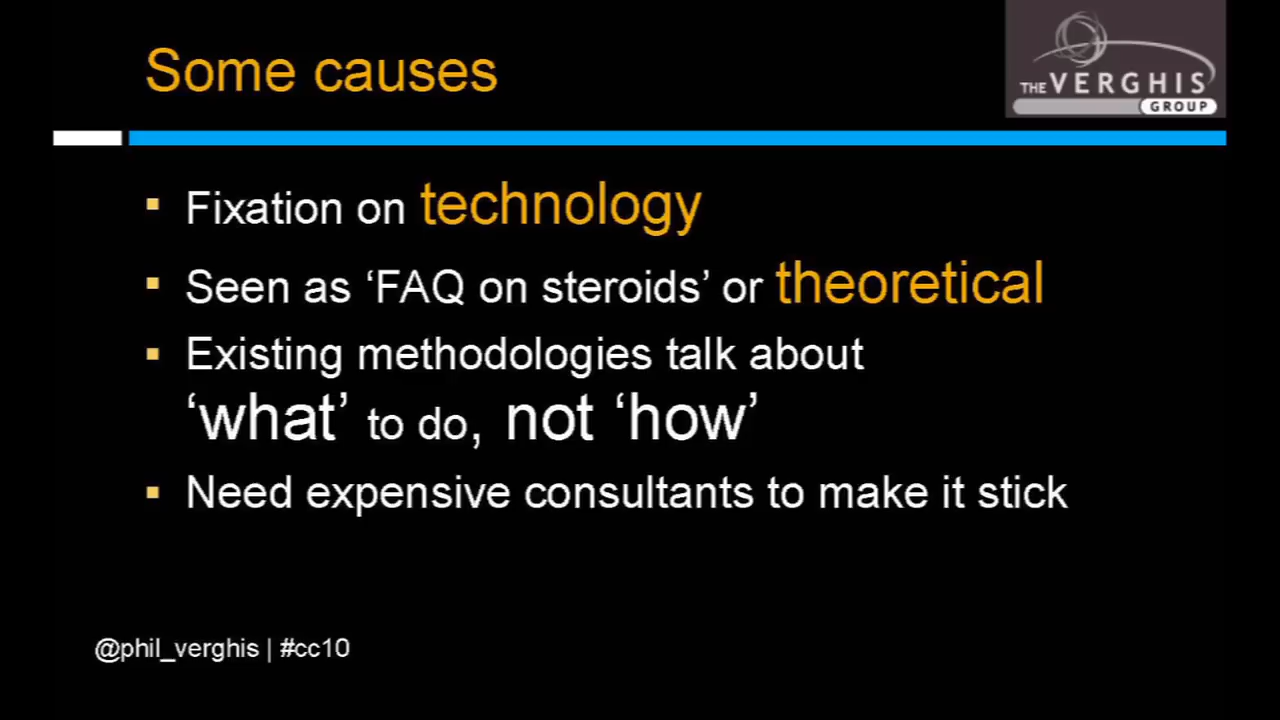 Some causes
THE VERGHIS
GROUP
Fixation on technology
Seen as ‘FAQ on steroids’ or theoretical
Existing methodologies talk about
‘what’ to do, not ‘how’
Need expensive consultants to make it stick
@phil_verghis | #cc10